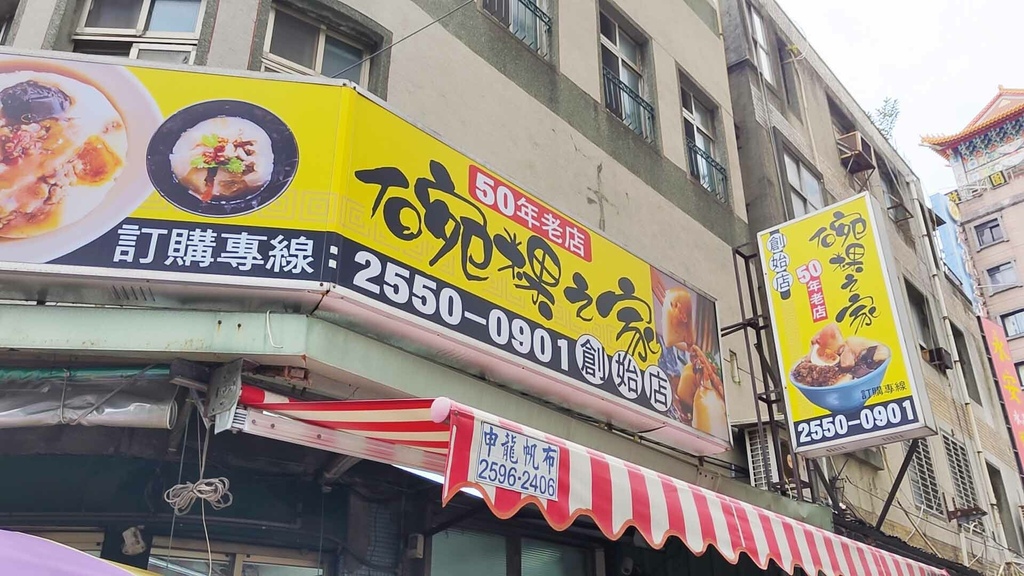 50年老店
碗粿之家
訂購專線：2550-0901
創始店
申龍帆布
2596-2406
創始店
50年老店
碗粿之家
訂購專線
2550-0901